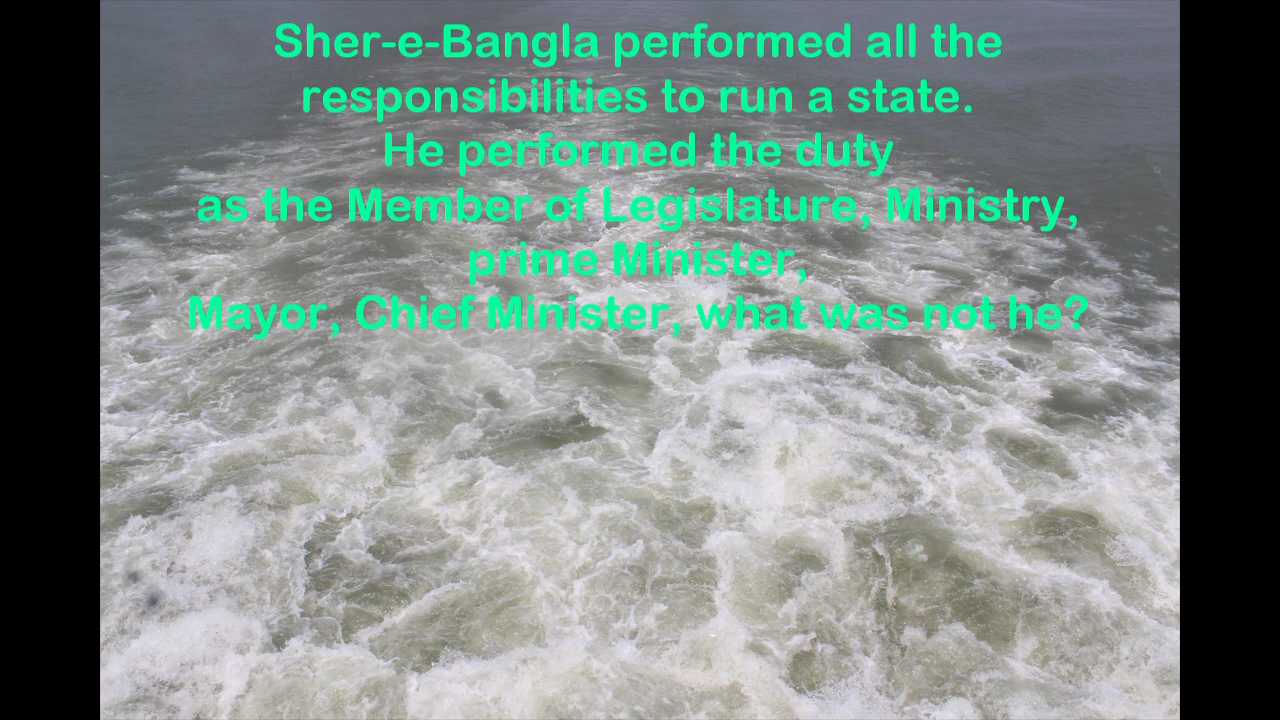 Sher-e-Bangla performed all the
responsibilities to run a state.
He performed the duty
as the Member of Legislature, Ministry,
prime Minister,
Mayor, Chief Minister, what was not he?